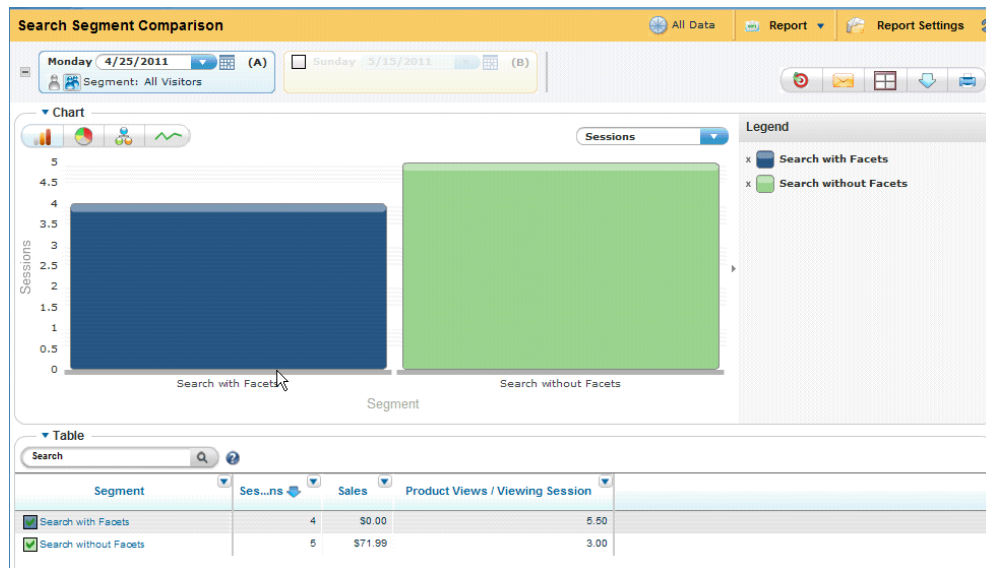 Search Segment Comparison
All Data
Report
Report Settings
Monday 4/25/2011 (A)
Segment: All Visitors
Sunday 5/15/2011 (B)
Chart
Sessions
Legend
x Search with Facets
x Search without Facets
5
4.5
4
3.5
3
2.5
2
1.5
1
0.5
0
Sessions
Search with Facets
Search without Facets
Segment
Table
Search
Segment
Ses...ns
Sales
Product Views / Viewing Session
Search with Facets 4 $0.00 5.50
Search without Facets 5 $71.99 3.00